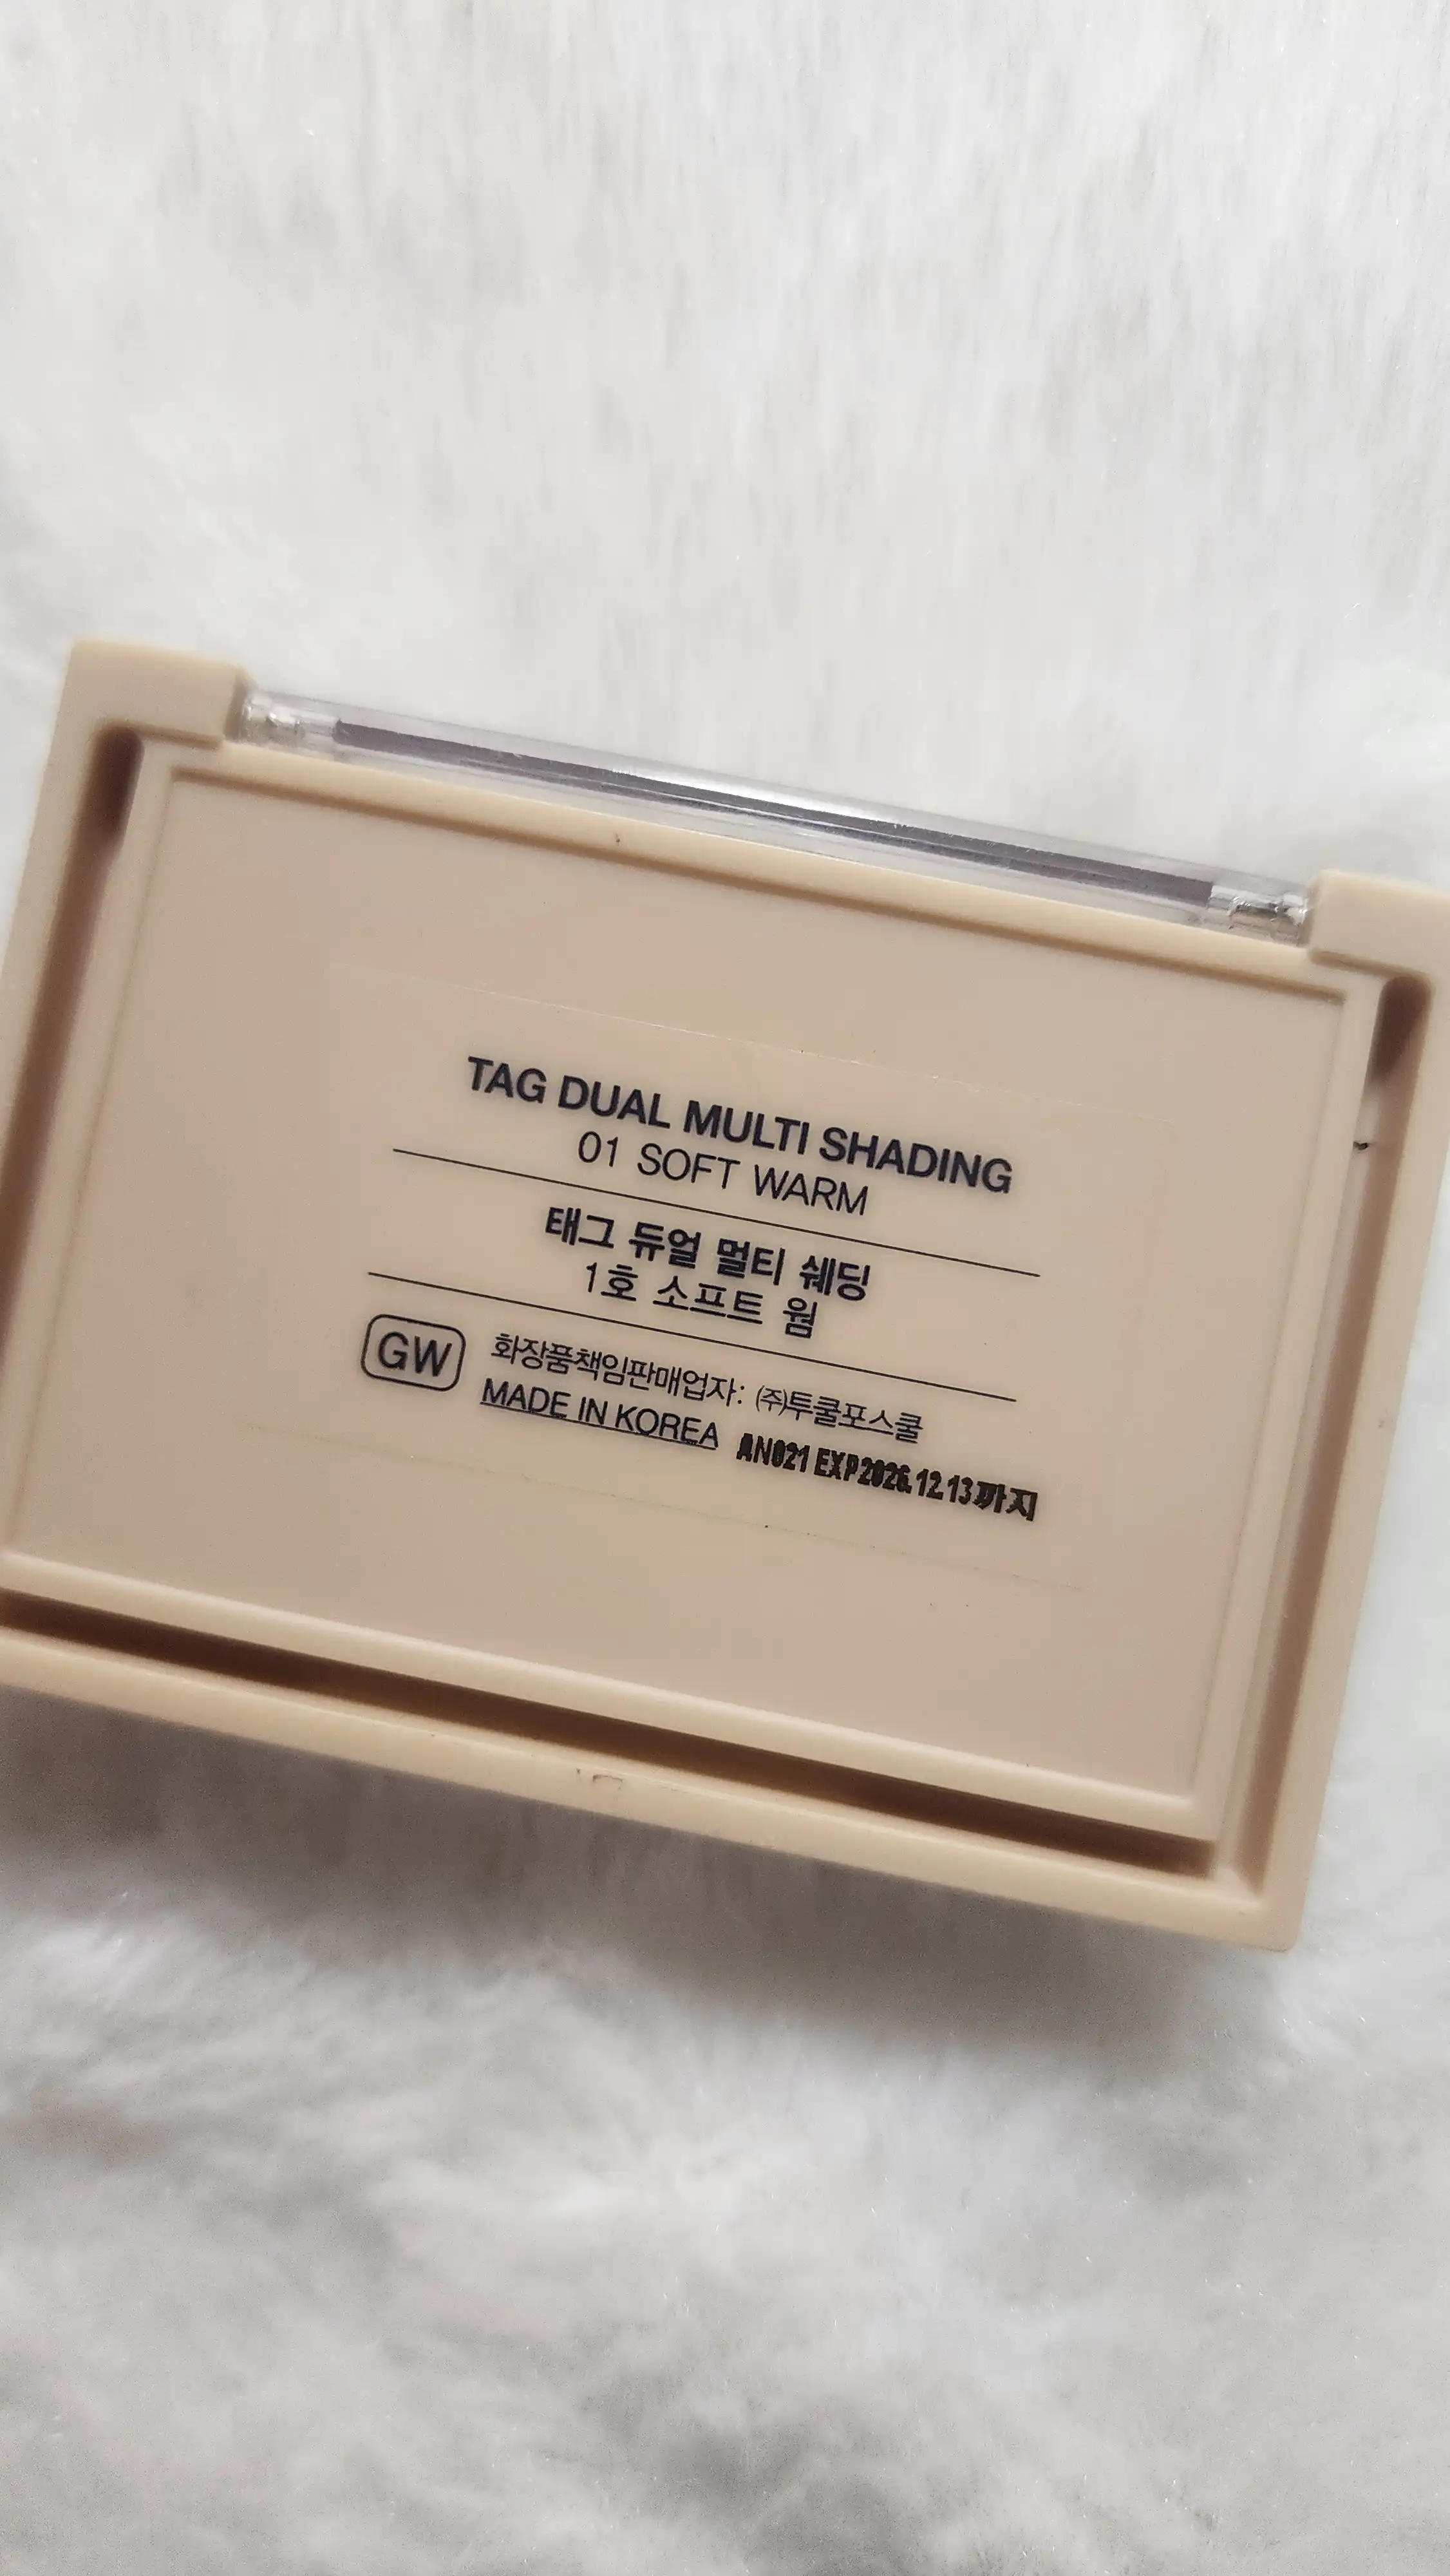 TAG DUAL MULTI SHADING
01 SOFT WARM
태그 듀얼 멀티 쉐딩
1호 소프트 웜
GW
화장품책임판매업자: ㈜투쿨포스쿨
MADE IN KOREA
AN021 EXP2026.12.13까지